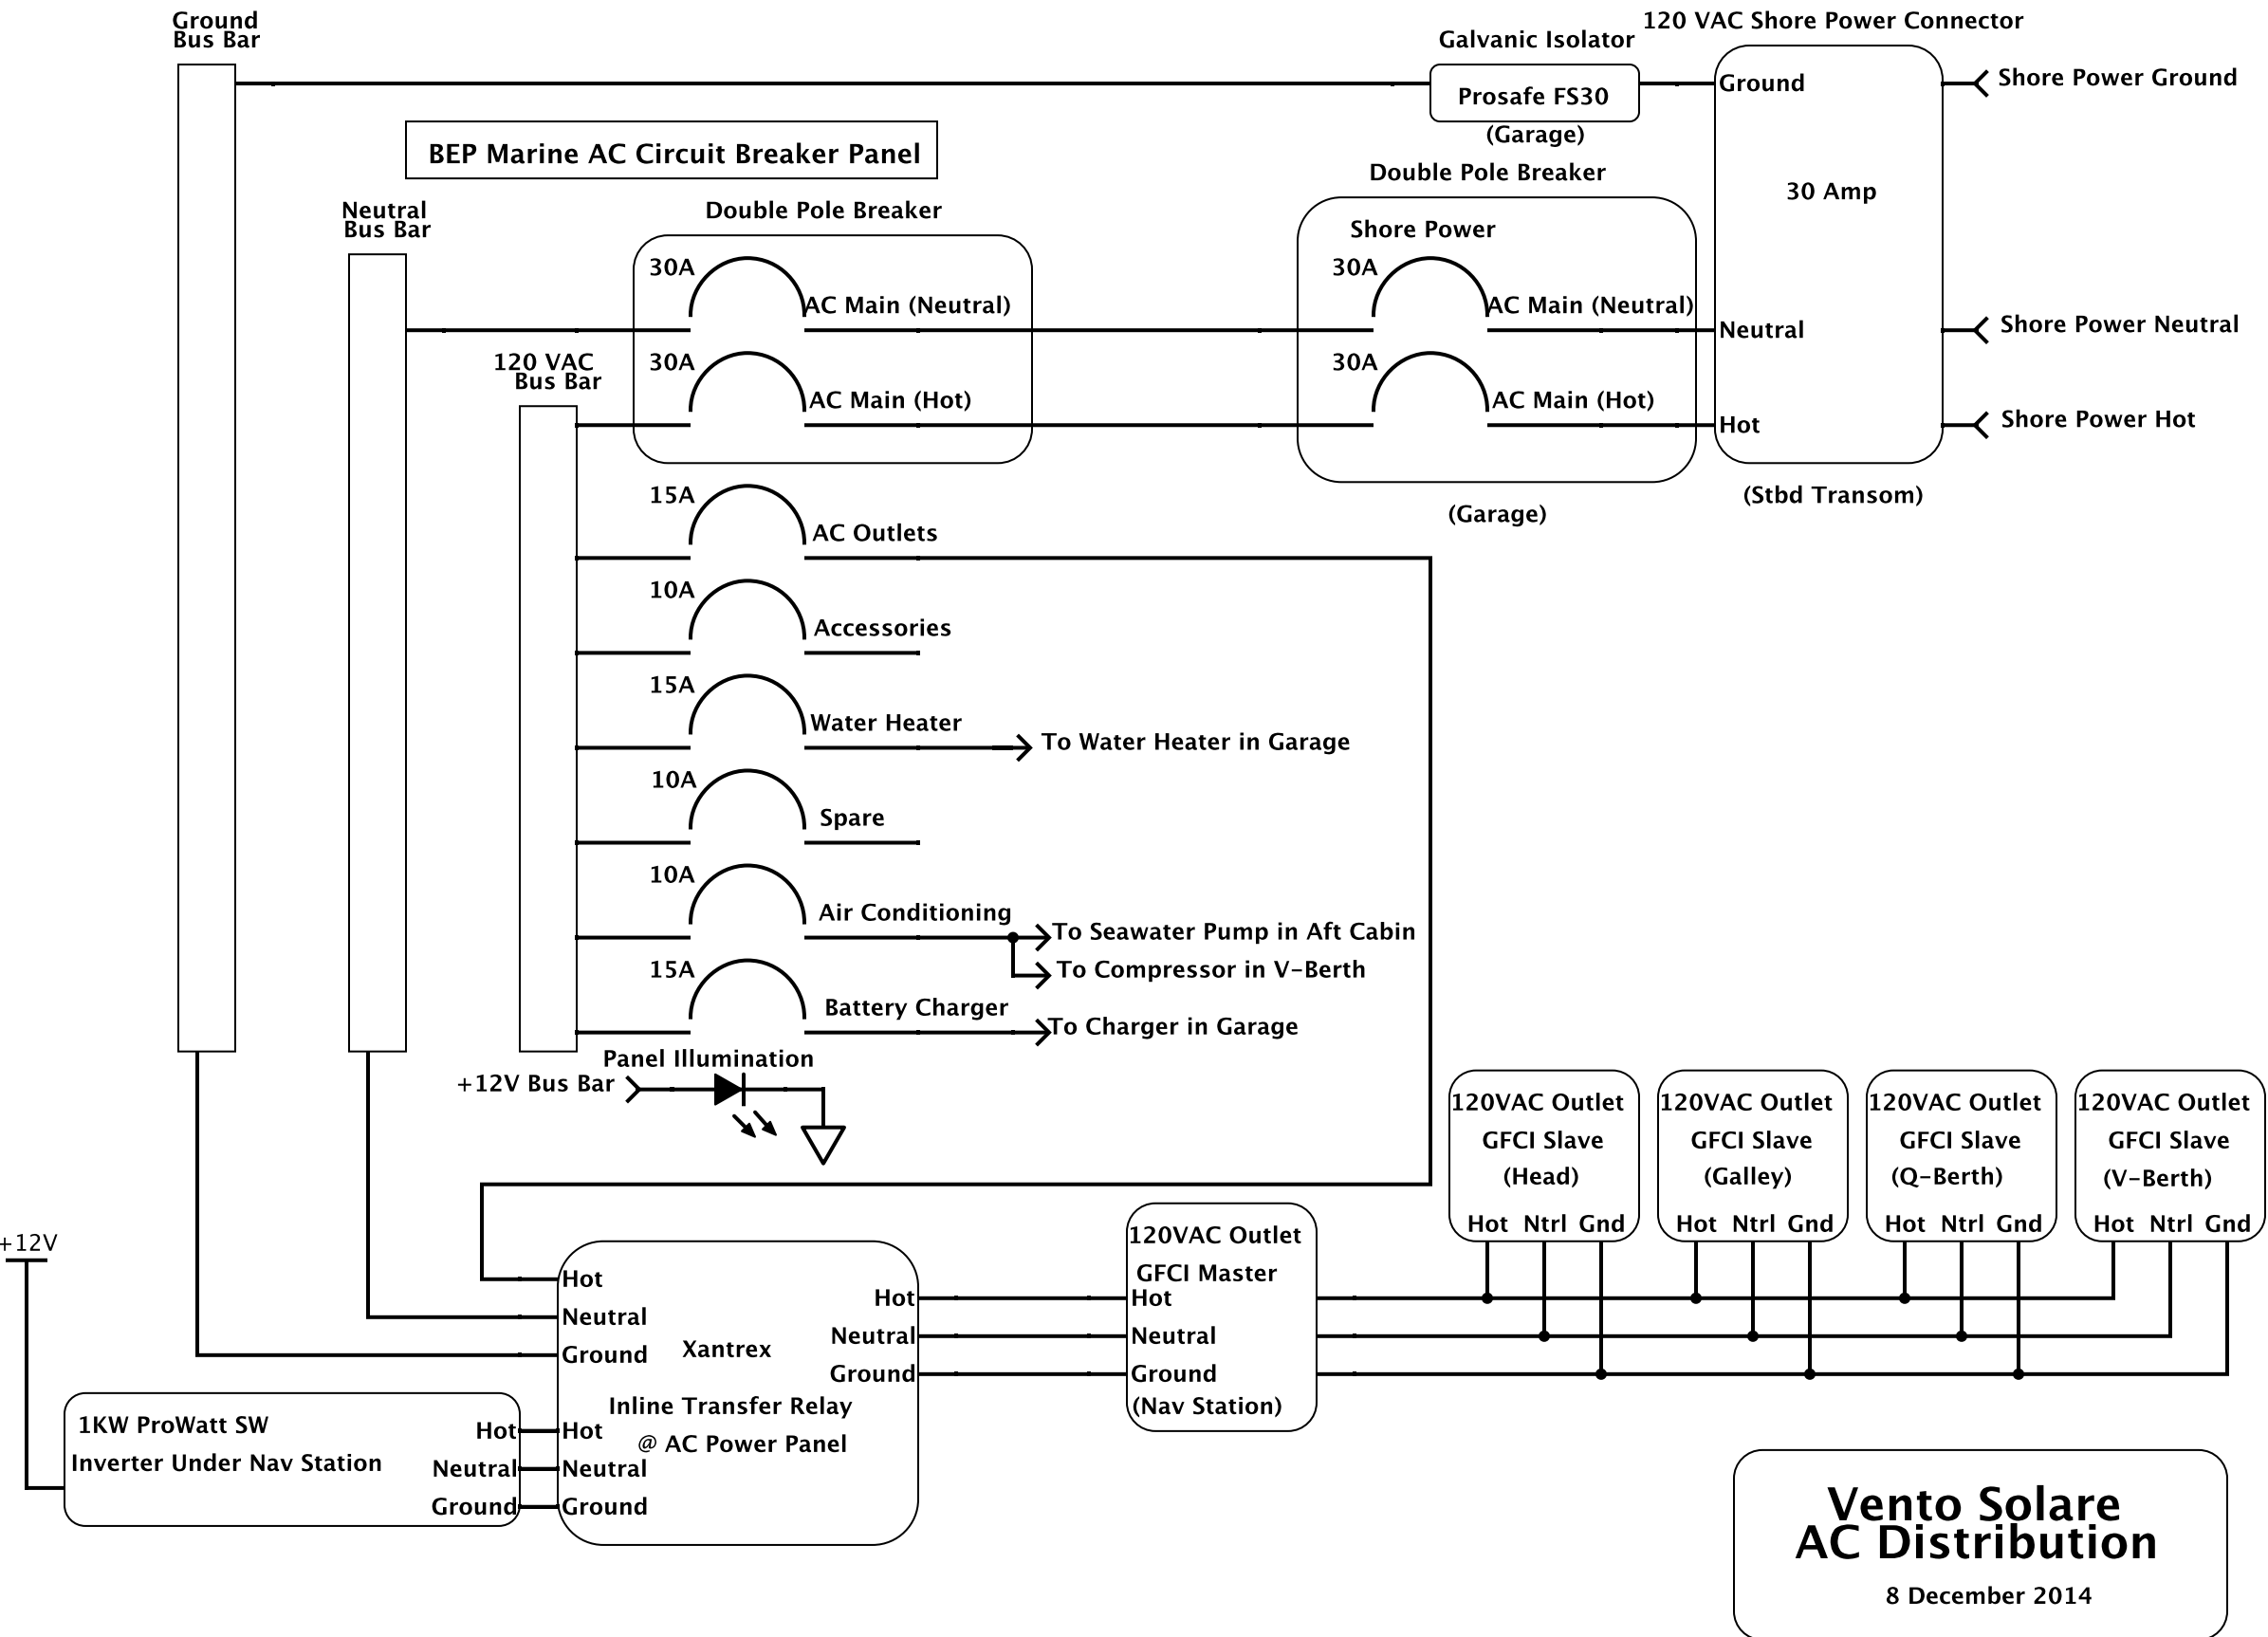 Ground
Bus Bar
120 VAC Shore Power Connector
Galvanic Isolator
Prosafe FS30
(Garage)
Ground
Shore Power Ground
30 Amp
BEP Marine AC Circuit Breaker Panel
Neutral
Bus Bar
Double Pole Breaker
30A
AC Main (Neutral)
30A
AC Main (Hot)
Double Pole Breaker
Shore Power
30A
AC Main (Neutral)
30A
AC Main (Hot)
(Garage)
Neutral
Shore Power Neutral
Hot
Shore Power Hot
(Stbd Transom)
120 VAC
Bus Bar
15A
AC Outlets
10A
Accessories
15A
Water Heater
To Water Heater in Garage
10A
Spare
10A
Air Conditioning
To Seawater Pump in Aft Cabin
To Compressor in V-Berth
15A
Battery Charger
To Charger in Garage
Panel Illumination
+12V Bus Bar
120VAC Outlet
GFCI Slave
(Head)
Hot Ntrl Gnd
120VAC Outlet
GFCI Slave
(Galley)
Hot Ntrl Gnd
120VAC Outlet
GFCI Slave
(Q-Berth)
Hot Ntrl Gnd
120VAC Outlet
GFCI Slave
(V-Berth)
Hot Ntrl Gnd
+12V
Hot
Neutral
Ground
Xantrex
Inline Transfer Relay
@ AC Power Panel
Hot
Neutral
Ground
Hot
Neutral
Ground
120VAC Outlet
GFCI Master
Hot
Neutral
Ground
(Nav Station)
1KW ProWatt SW
Inverter Under Nav Station
Hot
Neutral
Ground
Vento Solare
AC Distribution
8 December 2014